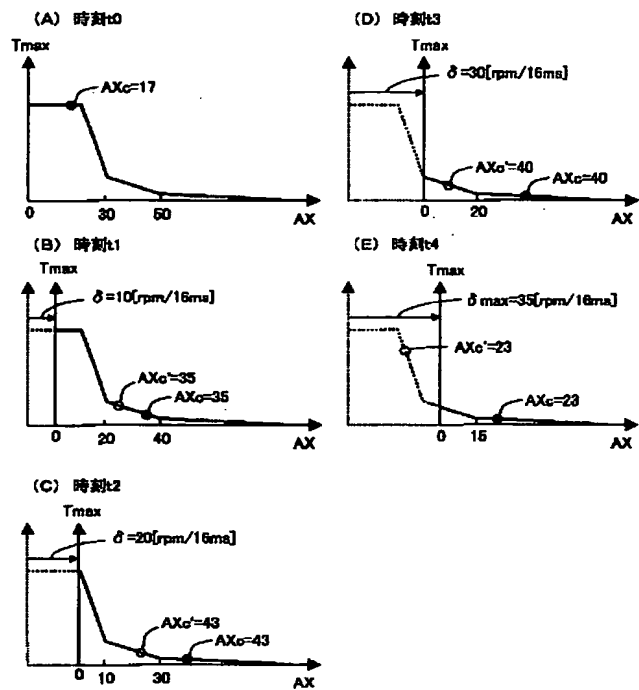 (A) 時刻t0
Tmax
AXc=17
0 30 50
AX
(B) 時刻t1
Tmax
δ=10[rpm/16ms]
AXc'=35
AXc=35
0 20 40
AX
(C) 時刻t2
Tmax
δ=20[rpm/16ms]
AXc'=43
AXc=43
0 10 30
AX
(D) 時刻t3
Tmax
δ=30[rpm/16ms]
AXc'=40
AXc=40
0 20
AX
(E) 時刻t4
Tmax
δmax=35[rpm/16ms]
AXc'=23
AXc=23
0 15
AX